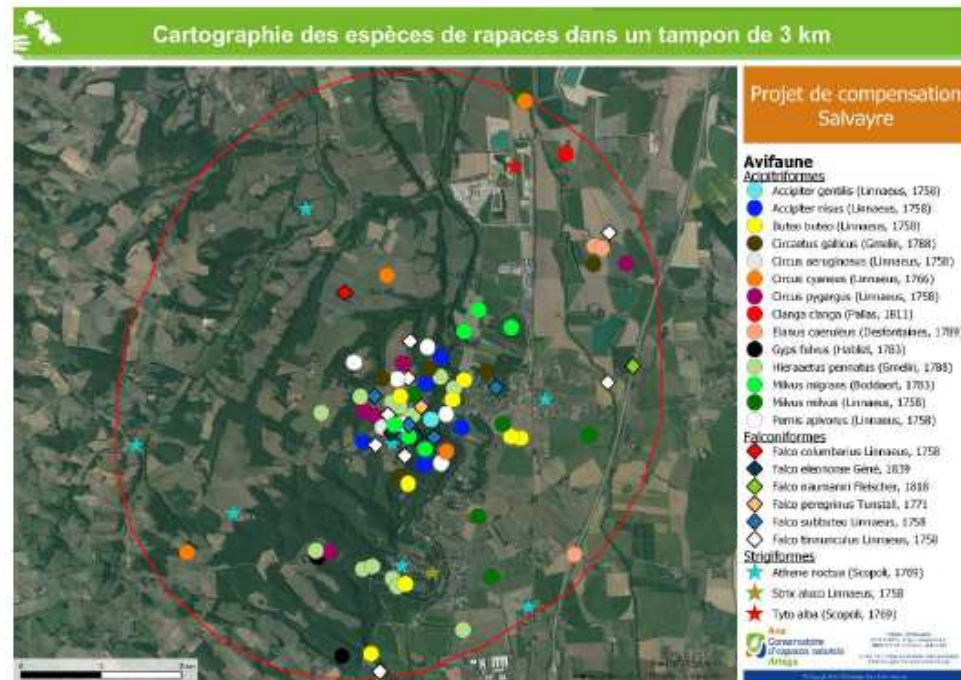 Cartographie des espèces de rapaces dans un tampon de 3 km
Projet de compensation
Salvayre
Avifaune
Accipitriformes
Accipiter gentilis (Linnaeus, 1758)
Accipiter nisus (Linnaeus, 1758)
Buteo buteo (Linnaeus, 1758)
Circaetus gallicus (Gmelin, 1788)
Circus aeruginosus (Linnaeus, 1758)
Circus cyaneus (Linnaeus, 1766)
Circus pygargus (Linnaeus, 1758)
Clanga clanga (Pallas, 1811)
Elanus caeruleus (Desfontaines, 1789)
Gyps fulvus (Hablizl, 1783)
Hieraaetus pennatus (Gmelin, 1788)
Milvus migrans (Boddaert, 1783)
Milvus milvus (Linnaeus, 1758)
Pernis apivorus (Linnaeus, 1758)
Falconiformes
Falco columbarius Linnaeus, 1758
Falco eleonorae Géné, 1839
Falco naumanni Fleischer, 1818
Falco peregrinus Tunstall, 1771
Falco subbuteo Linnaeus, 1758
Falco tinnunculus Linnaeus, 1758
Strigiformes
Athene noctua (Scopoli, 1769)
Strix aluco Linnaeus, 1758
Tyto alba (Scopoli, 1769)
Ana
Conservatoire
d'espaces naturels
Ariège